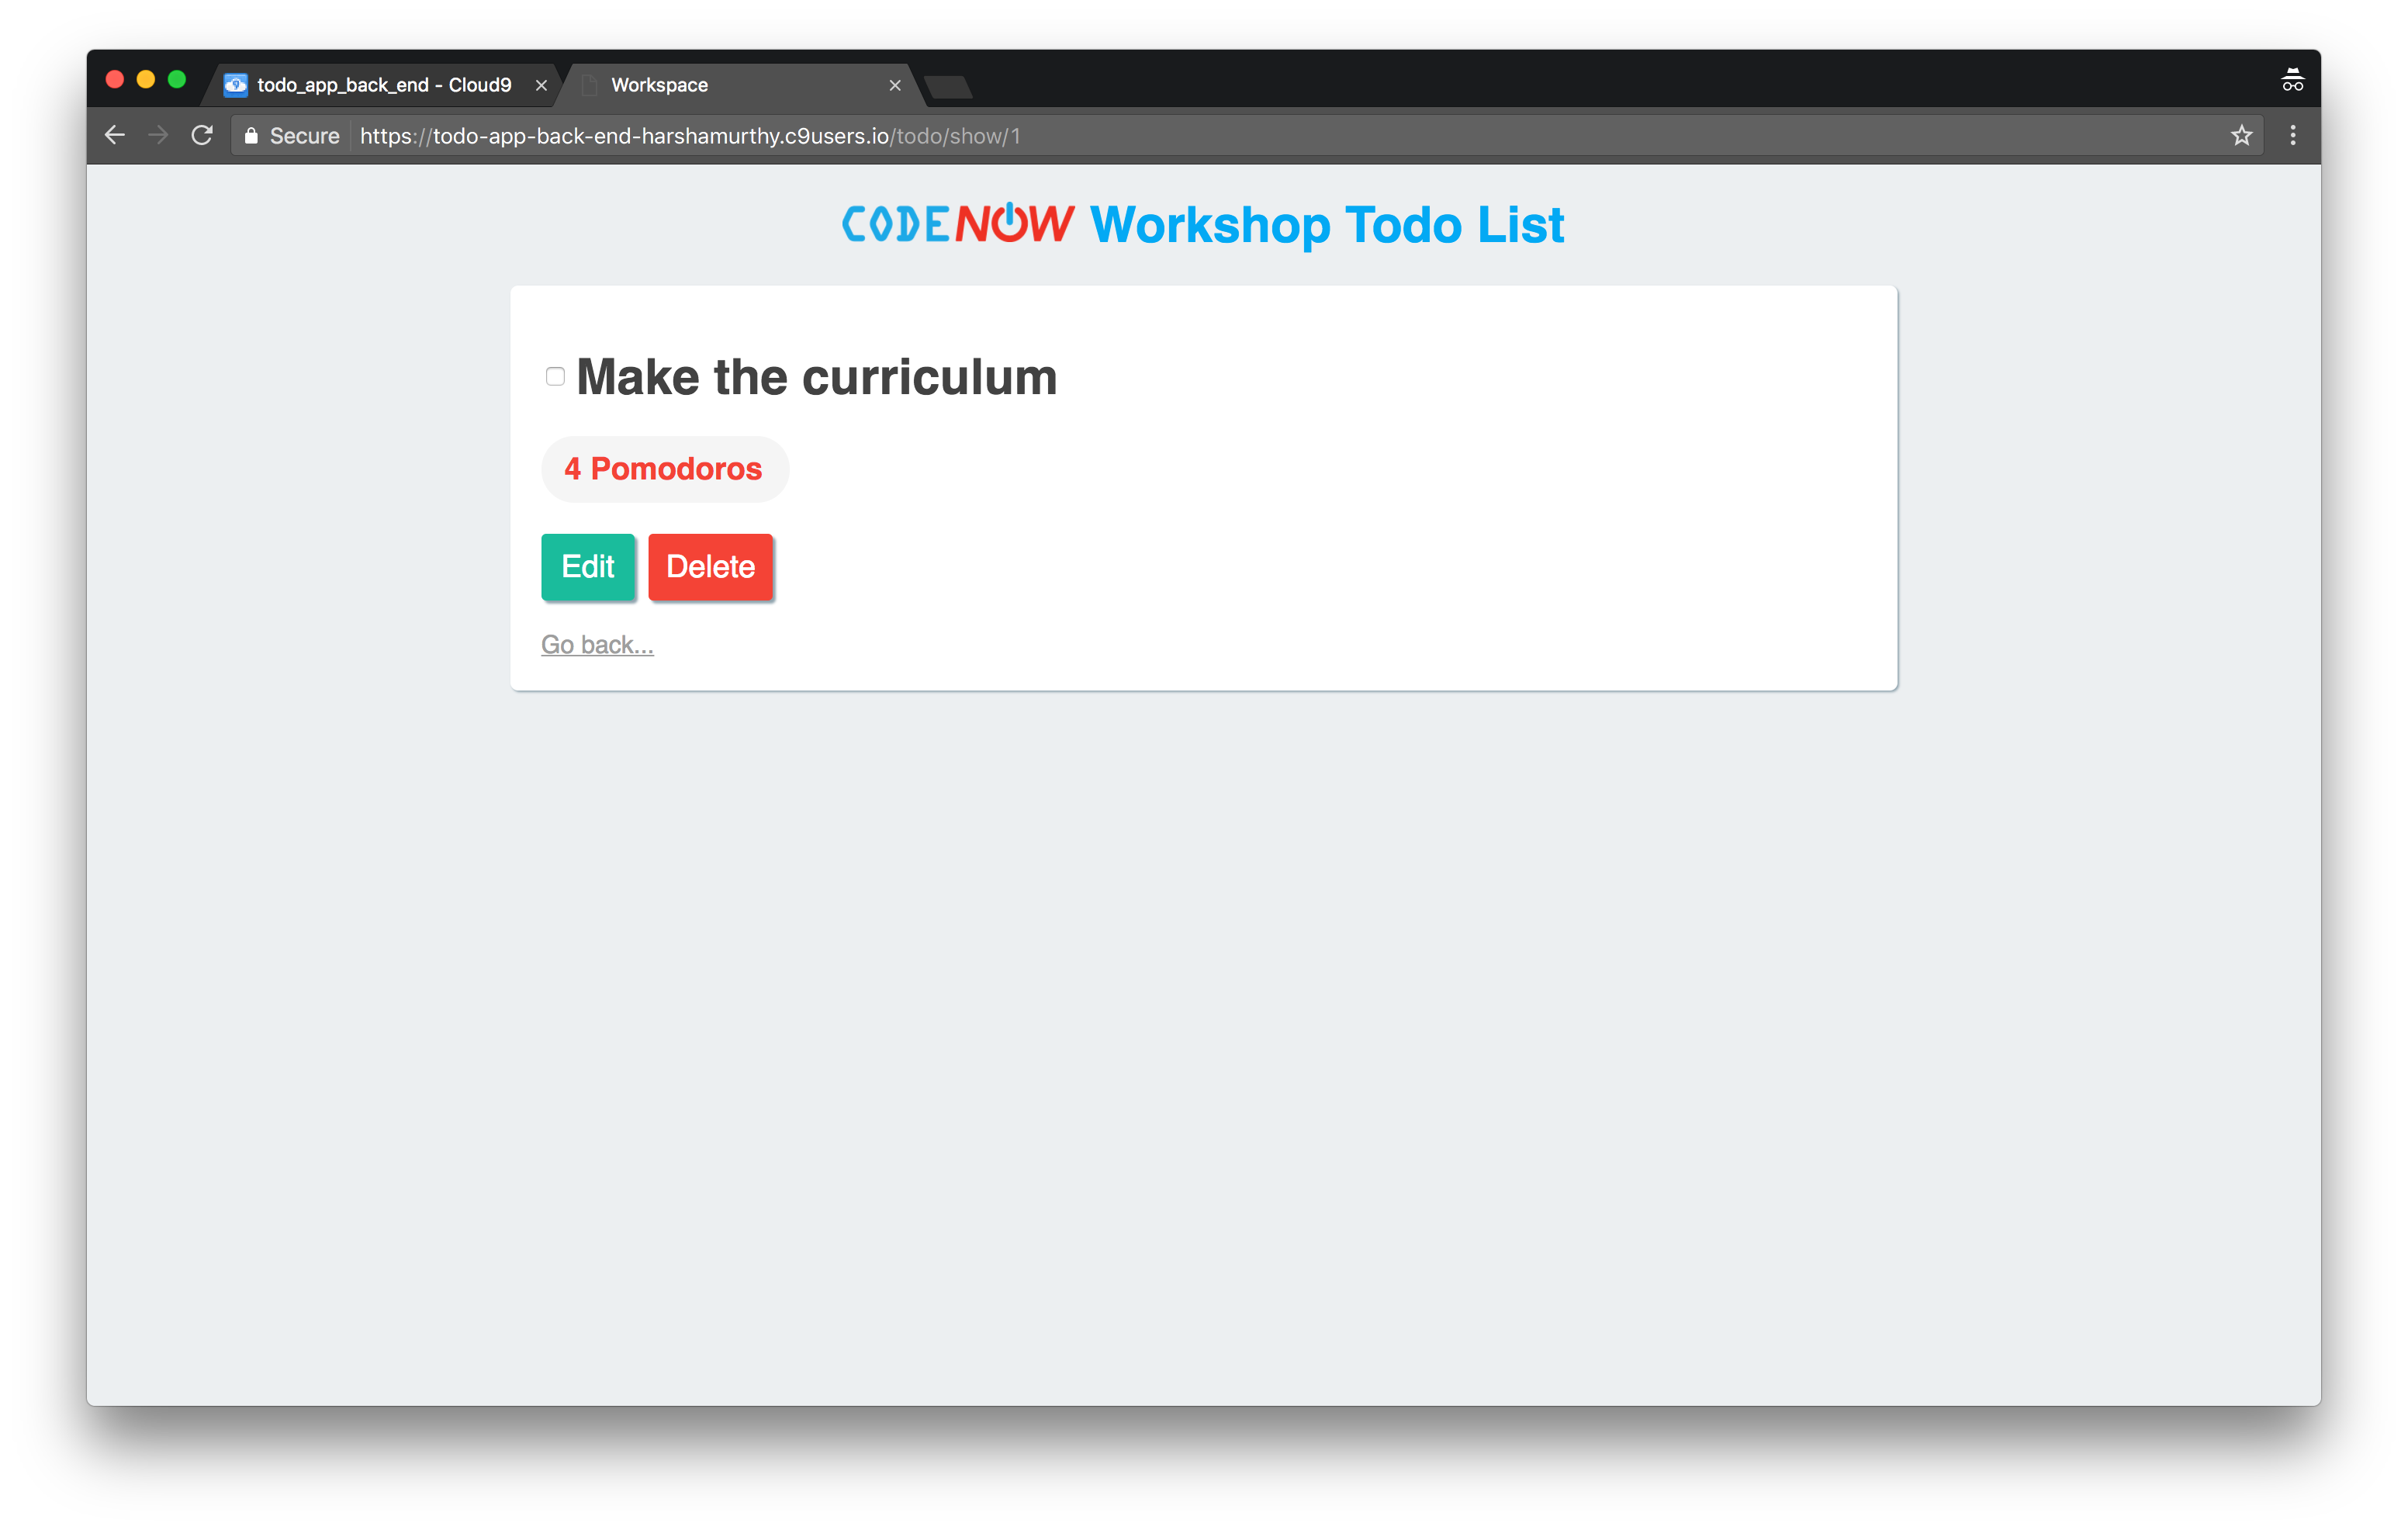 todo_app_back_end - Cloud9
Workspace
Secure https://todo-app-back-end-harshamurthy.c9users.io/todo/show/1
CODENOW Workshop Todo List
Make the curriculum
4 Pomodoros
Edit Delete
Go back...